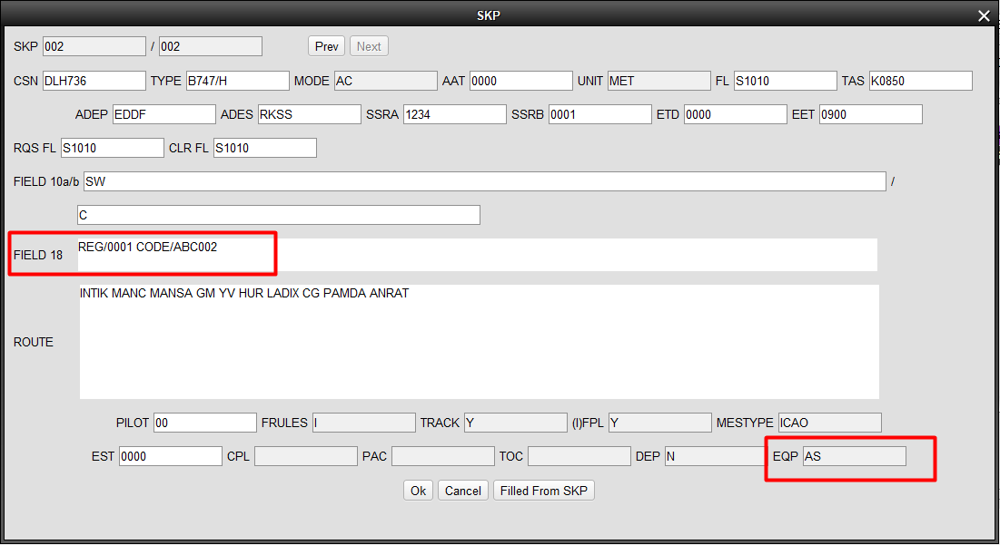 SKP
SKP 002 / 002 Prev Next
CSN DLH736 TYPE B747/H MODE AC AAT 0000 UNIT MET FL S1010 TAS K0850
ADEP EDDF ADES RKSS SSRA 1234 SSRB 0001 ETD 0000 EET 0900
RQS FL S1010 CLR FL S1010
FIELD 10a/b SW /
C
FIELD 18 REG/0001 CODE/ABC002
INTIK MANC MANSA GM YV HUR LADIX CG PAMDA ANRAT
ROUTE
PILOT 00 FRULES I TRACK Y (I)FPL Y MESTYPE ICAO
EST 0000 CPL PAC TOC DEP N EQP AS
Ok Cancel Filled From SKP